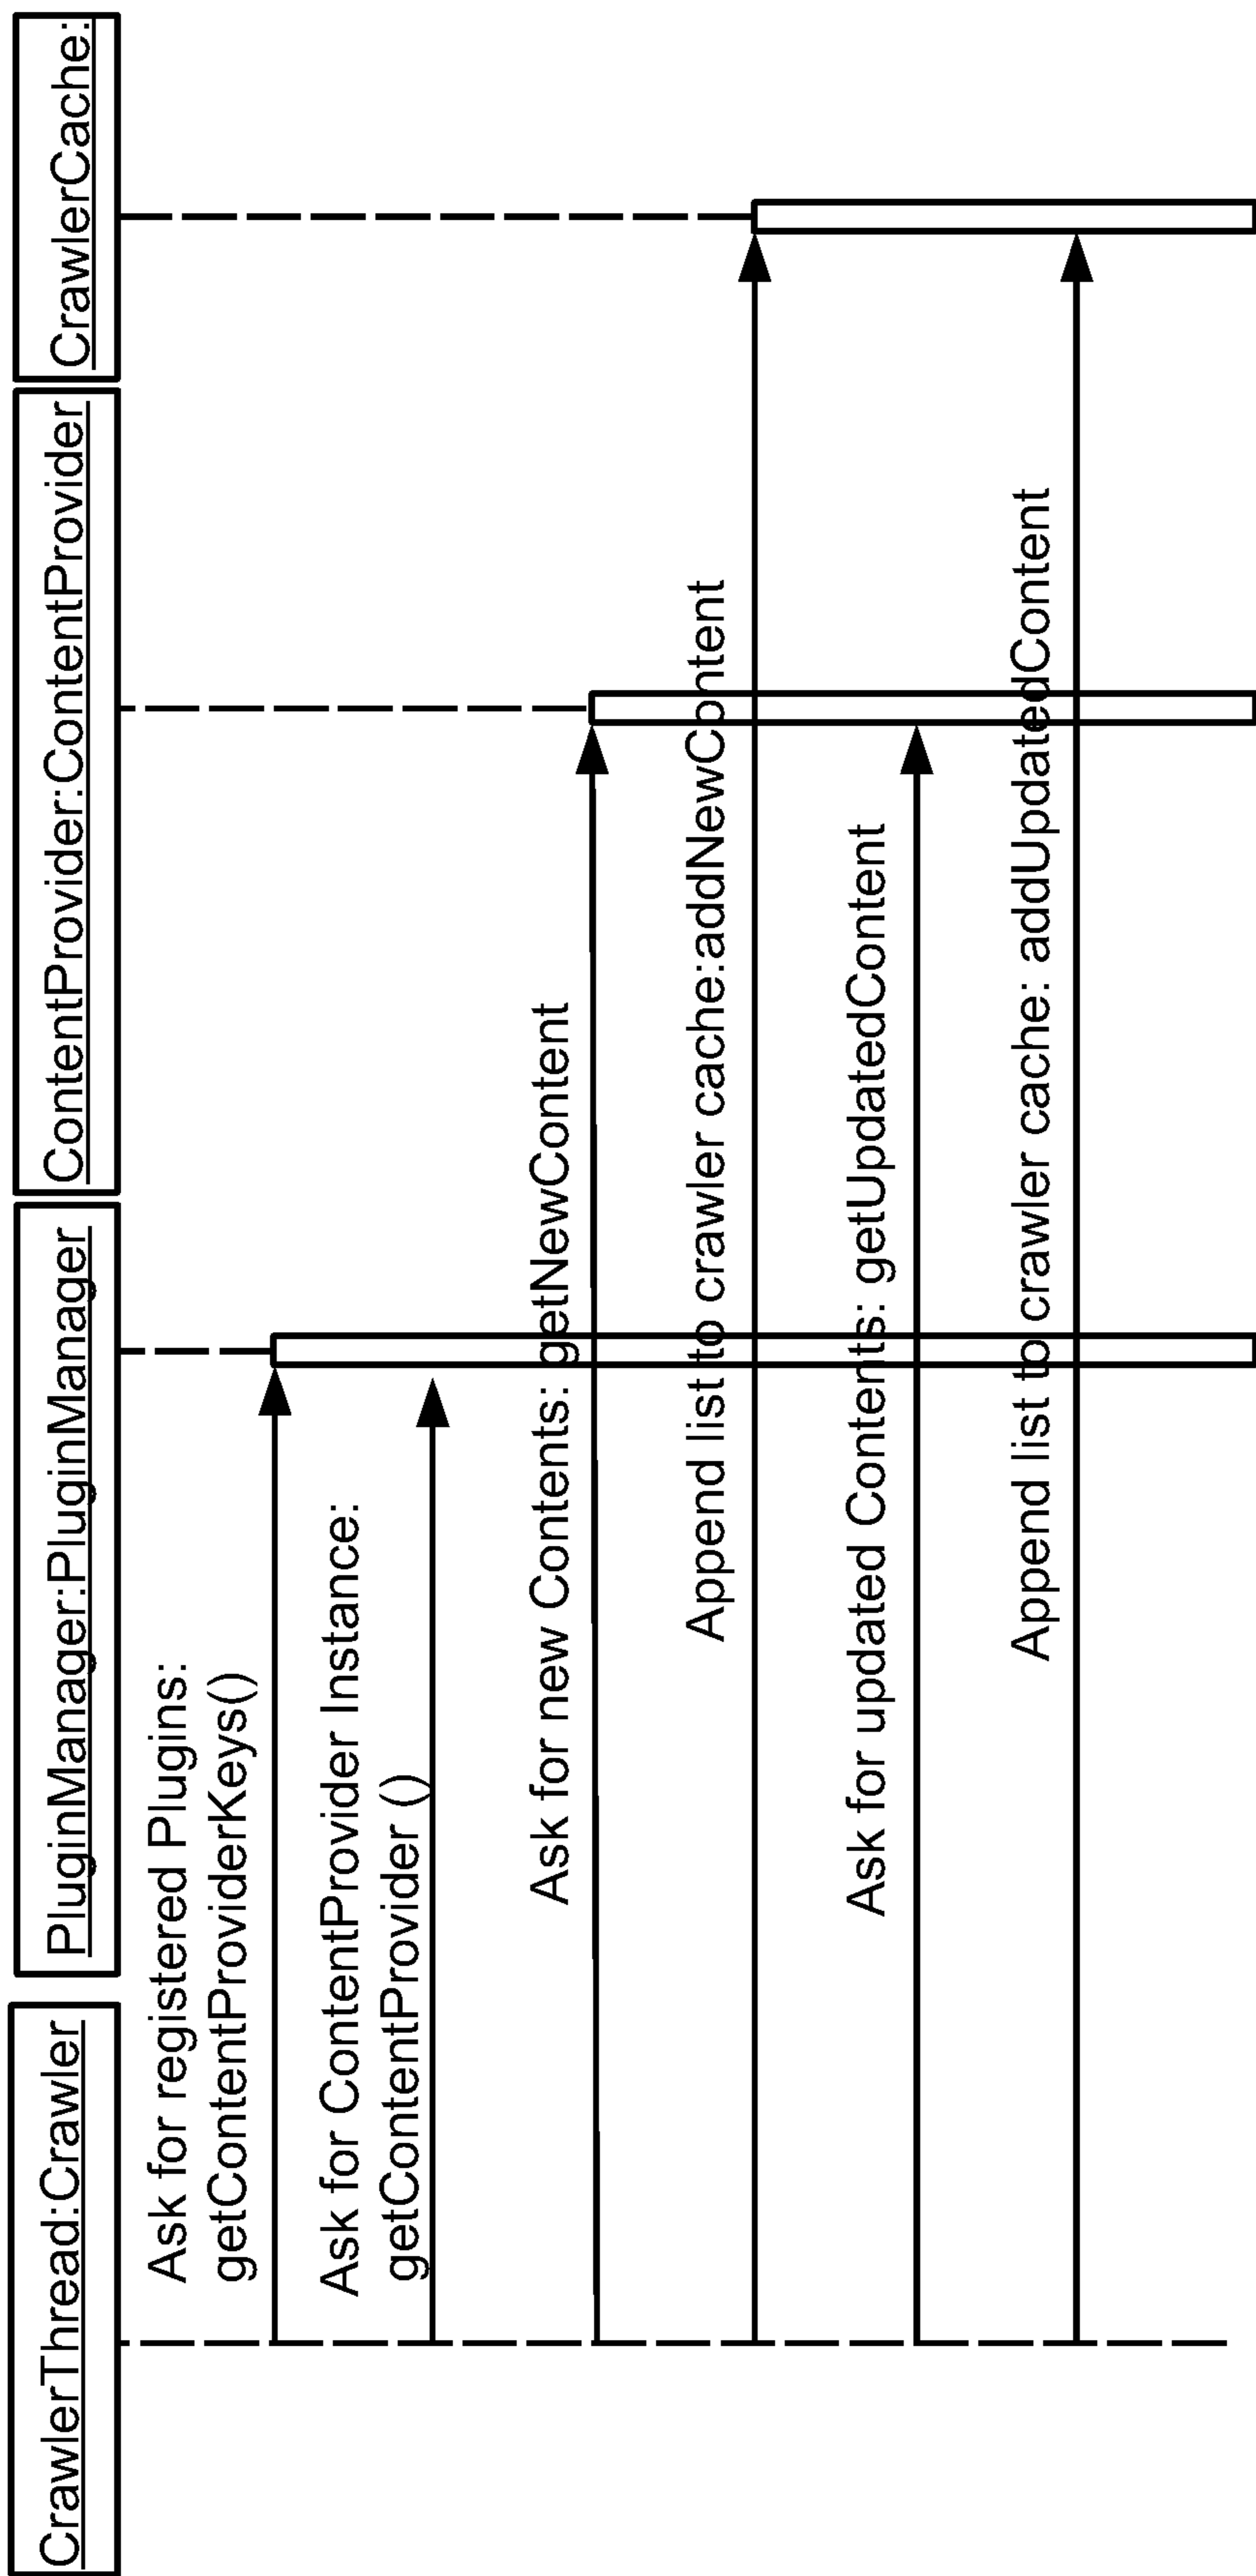 CrawlerThread:Crawler
PluginManager:PluginManager
ContentProvider:ContentProvider
CrawlerCache:
Ask for registered Plugins:
getContentProviderKeys()
Ask for ContentProvider Instance:
getContentProvider ()
Ask for new Contents: getNewContent
Append list to crawler cache:addNewContent
Ask for updated Contents: getUpdatedContent
Append list to crawler cache: addUpdatedContent